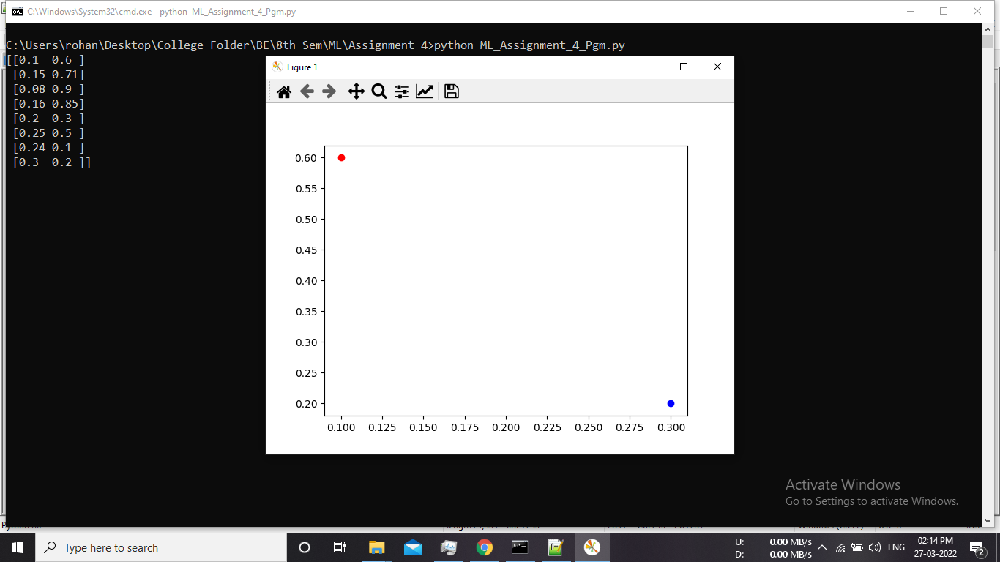 C:\Windows\System32\cmd.exe - python  ML_Assignment_4_Pgm.py
C:\Users\rohan\Desktop\College Folder\BE\8th Sem\ML\Assignment 4>python ML_Assignment_4_Pgm.py
[[0.1  0.6 ]
 [0.15 0.71]
 [0.08 0.9 ]
 [0.16 0.85]
 [0.2  0.3 ]
 [0.25 0.5 ]
 [0.24 0.1 ]
 [0.3  0.2 ]]
Figure 1
0.60
0.55
0.50
0.45
0.40
0.35
0.30
0.25
0.20
0.100 0.125 0.150 0.175 0.200 0.225 0.250 0.275 0.300
Activate Windows
Go to Settings to activate Windows.
Type here to search
U: 0.00 MB/s
D: 0.00 MB/s
ENG
02:14 PM
27-03-2022
2